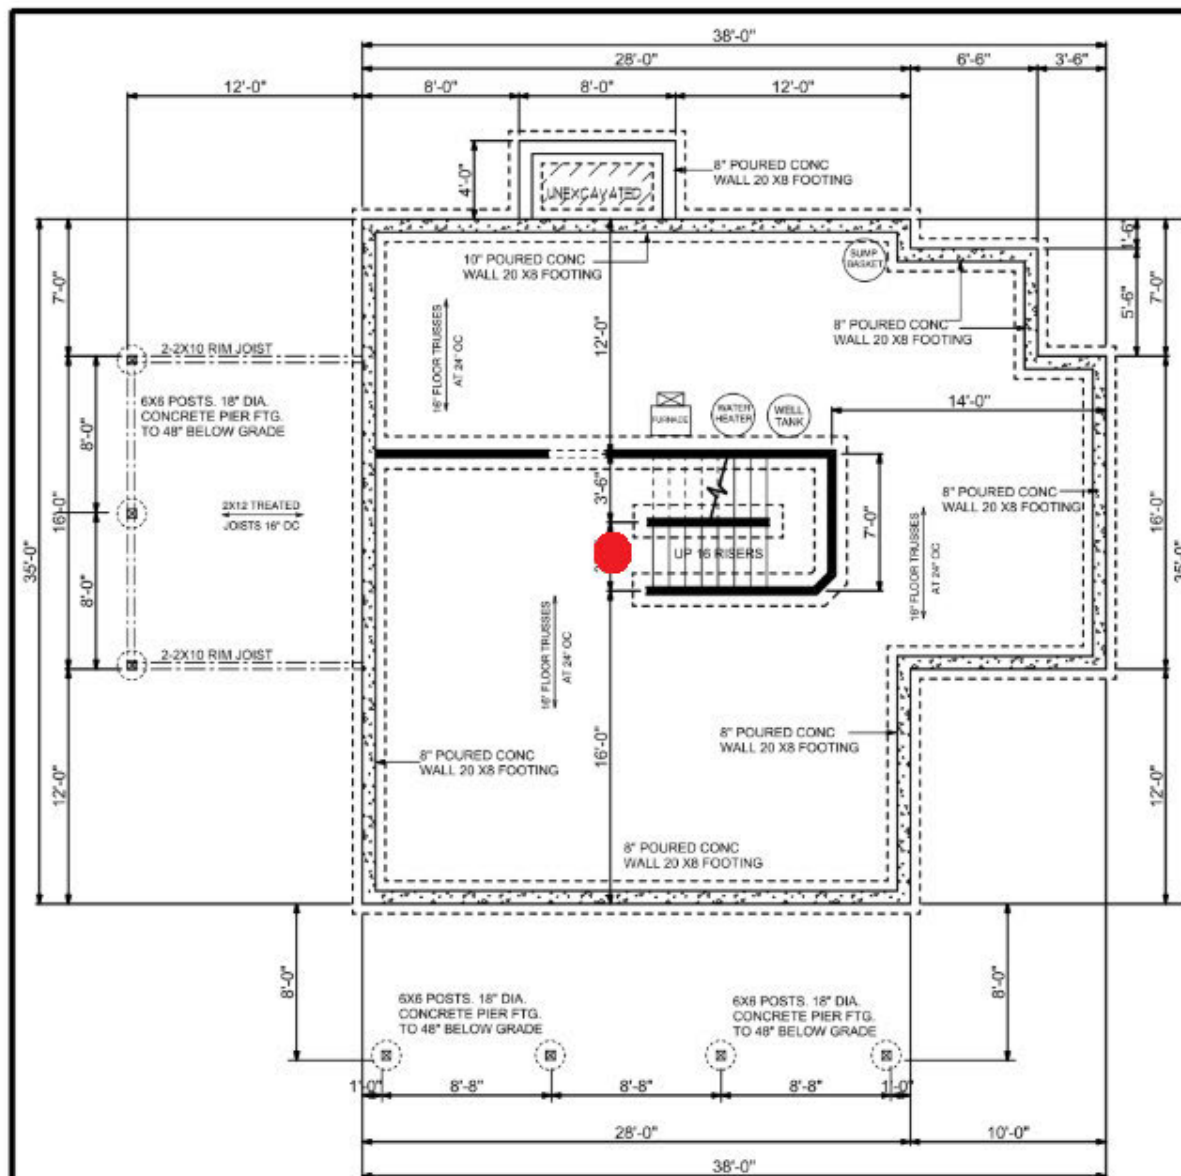 38'-0"
28'-0"
6'-6"
3'-6"
12'-0"
8'-0"
8'-0"
12'-0"
4'-0"
8" POURED CONC
WALL 20 X8 FOOTING
UNEXCAVATED
1'-6"
SUMP
BASKET
10" POURED CONC
WALL 20 X8 FOOTING
7'-0"
5'-6"
7'-0"
8" POURED CONC
WALL 20 X8 FOOTING
12'-0"
16" FLOOR TRUSSES
AT 24" OC
2-2X10 RIM JOIST
6X6 POSTS. 18" DIA.
CONCRETE PIER FTG.
TO 48" BELOW GRADE
8'-0"
FURNACE
WATER
HEATER
WELL
TANK
14'-0"
3'-6"
8" POURED CONC
WALL 20 X8 FOOTING
2X12 TREATED
JOISTS 16" OC
16'-0"
35'-0"
7'-0"
16'-0"
35'-0"
UP 16 RISERS
16" FLOOR TRUSSES
AT 24" OC
8'-0"
16" FLOOR TRUSSES
AT 24" OC
2-2X10 RIM JOIST
8" POURED CONC
WALL 20 X8 FOOTING
8" POURED CONC
WALL 20 X8 FOOTING
16'-0"
12'-0"
12'-0"
8" POURED CONC
WALL 20 X8 FOOTING
8'-0"
8'-0"
6X6 POSTS. 18" DIA.
CONCRETE PIER FTG.
TO 48" BELOW GRADE
6X6 POSTS. 18" DIA.
CONCRETE PIER FTG.
TO 48" BELOW GRADE
1'-0"
8'-8"
8'-8"
8'-8"
1'-0"
28'-0"
10'-0"
38'-0"